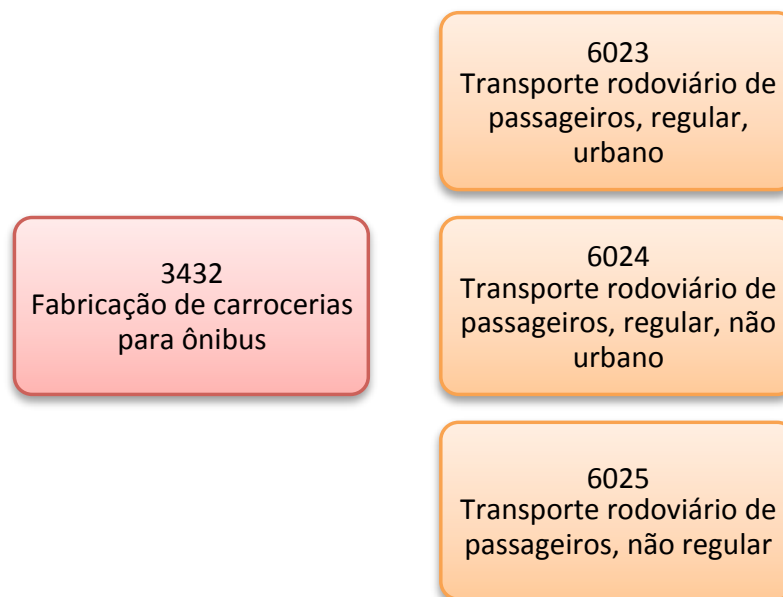 6023
Transporte rodoviário de
passageiros, regular,
urbano
3432
Fabricação de carrocerias
para ônibus
6024
Transporte rodoviário de
passageiros, regular, não
urbano
6025
Transporte rodoviário de
passageiros, não regular